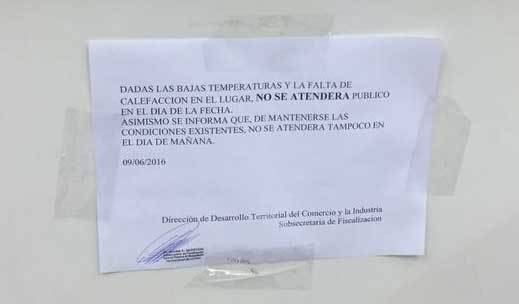 DADAS LAS BAJAS TEMPERATURAS Y LA FALTA DE
CALEFACCION EN EL LUGAR, NO SE ATENDERA PUBLICO
EN EL DIA DE LA FECHA.
ASIMISMO SE INFORMA QUE, DE MANTENERSE LAS
CONDICIONES EXISTENTES, NO SE ATENDERA TAMPOCO EN
EL DIA DE MAÑANA.
09/06/2016
Dirección de Desarrollo Territorial del Comercio y la Industria
Subsecretaria de Fiscalizacion